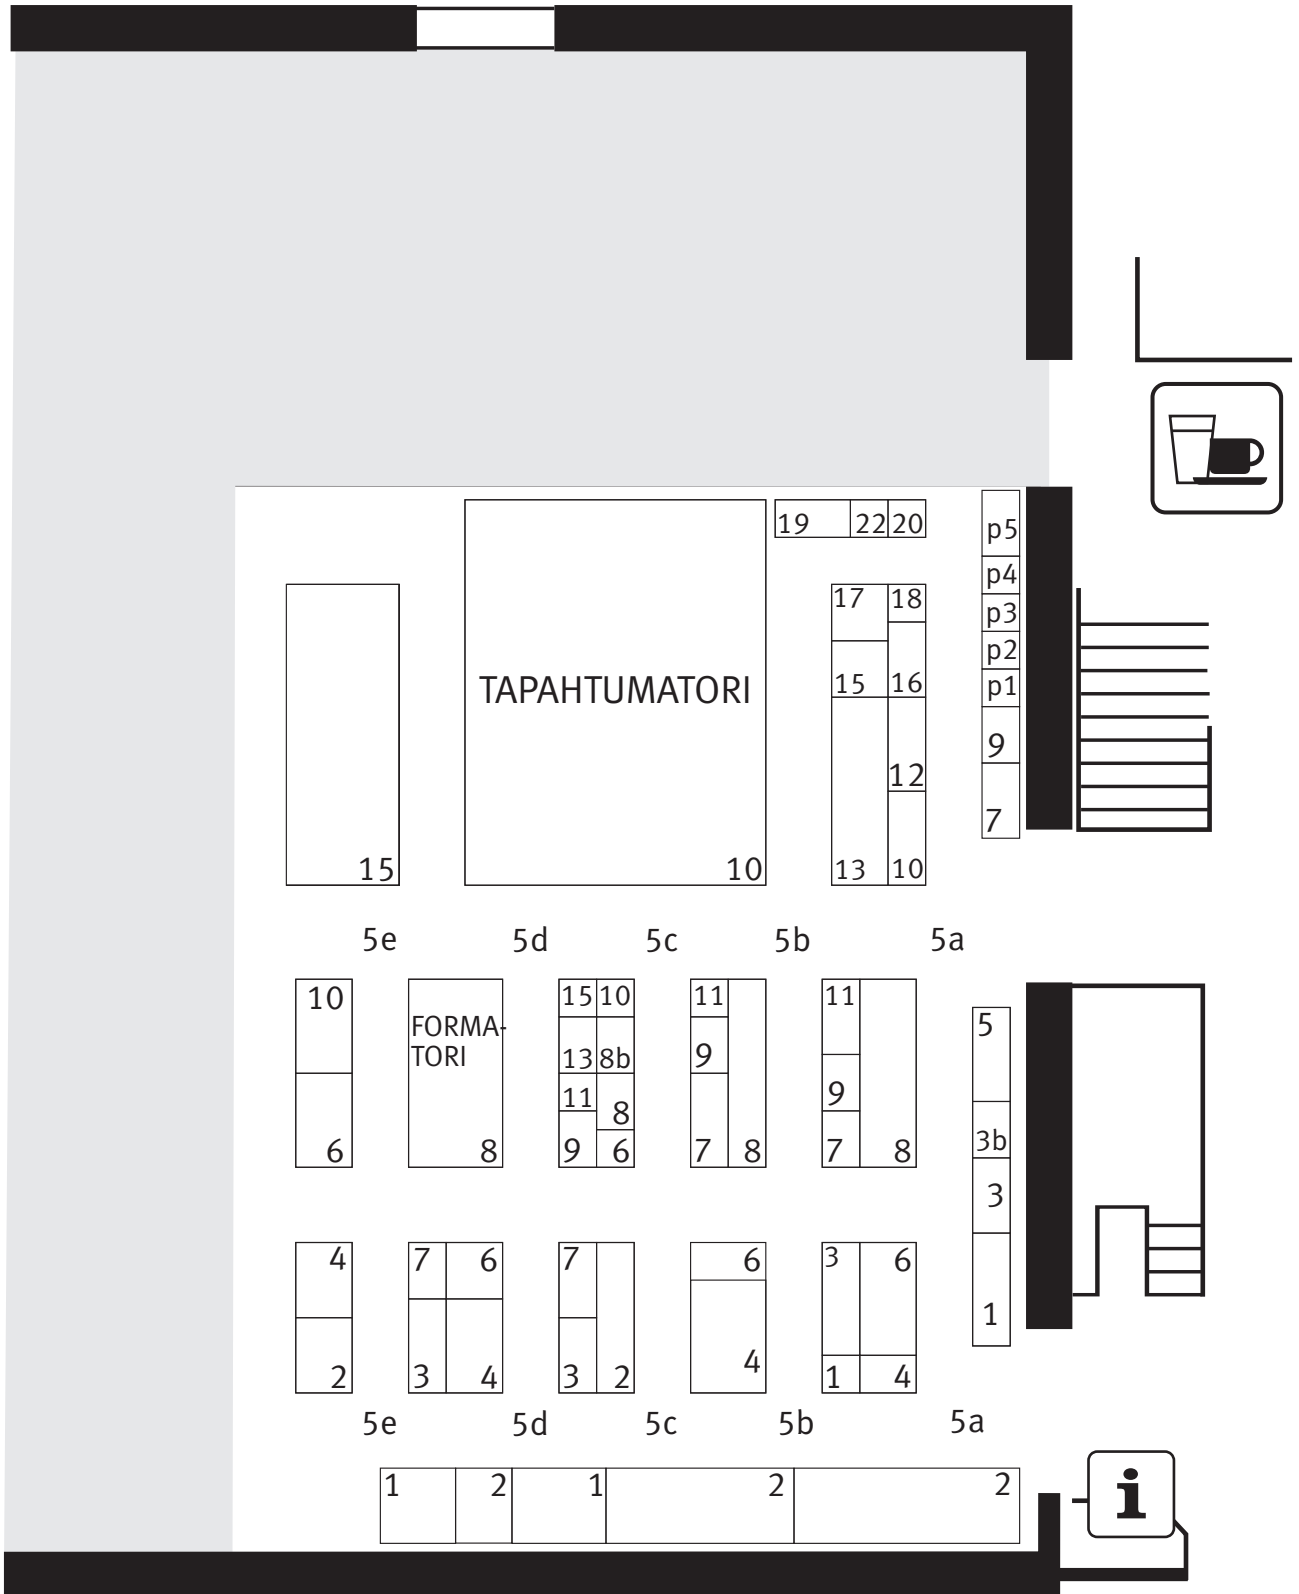 19 22 20
p5
p4
17 18
p3
p2
15 16
p1
TAPAHTUMATORI
9
12
7
15 10 13 10
5e 5d 5c 5b 5a
10 15 10 11 11
FORMA-
TORI
5
13 8b 9
11 8 9
3b
6 8 9 6 7 8 7 8
3
4 7 6 7 6 3 6
1
4
2 3 4 3 2 1 4
5e 5d 5c 5b 5a
1 2 1 2 2
i